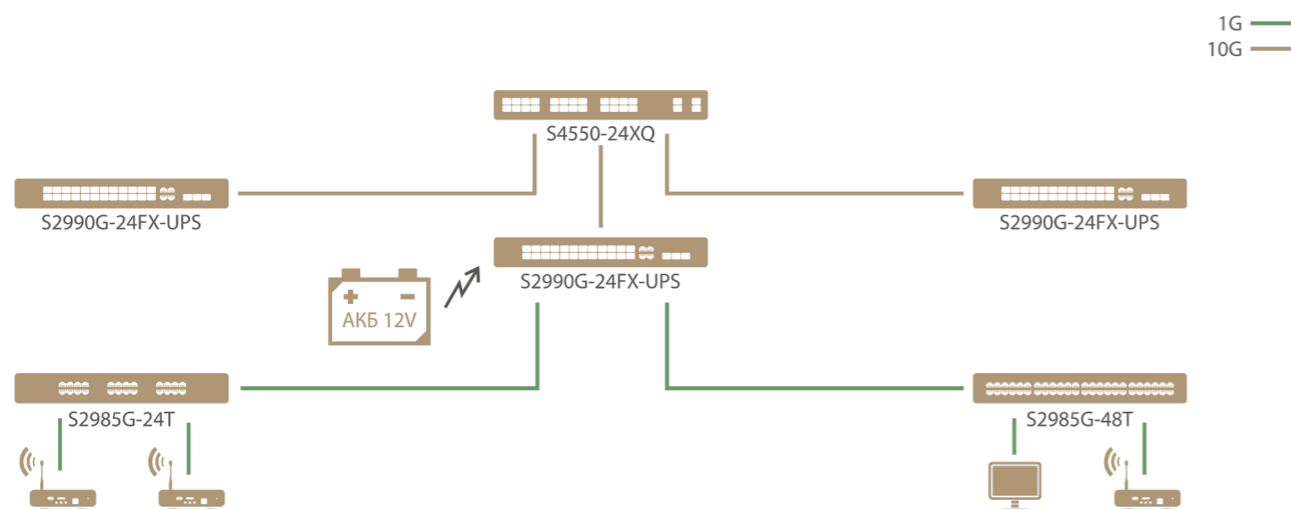 1G
10G
S4550-24XQ
S2990G-24FX-UPS
S2990G-24FX-UPS
S2990G-24FX-UPS
+ -
АКБ 12V
S2985G-24T
S2985G-48T